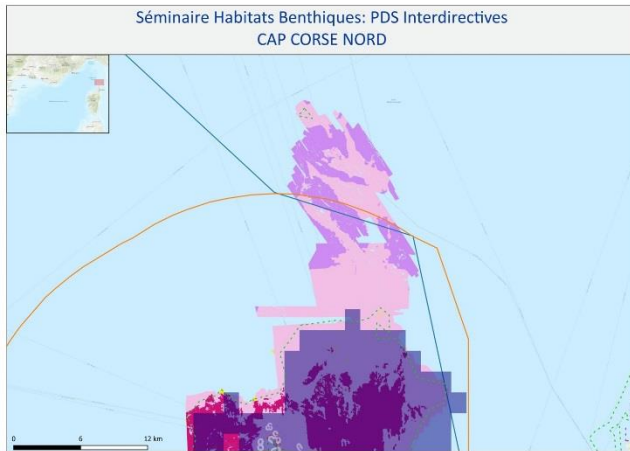 Séminaire Habitats Benthiques: PDS Interdirectives
CAP CORSE NORD
0 6 12 km